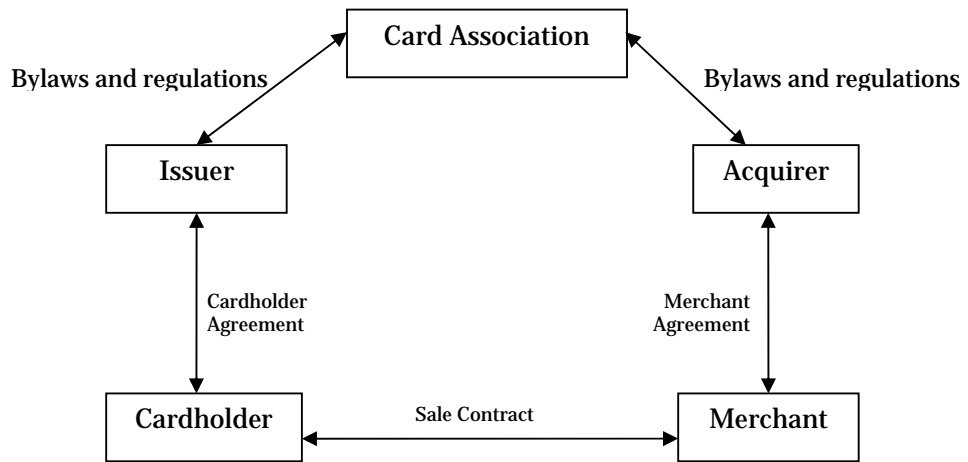 Card Association
Bylaws and regulations
Bylaws and regulations
Issuer
Acquirer
Cardholder
Agreement
Merchant
Agreement
Cardholder
Sale Contract
Merchant